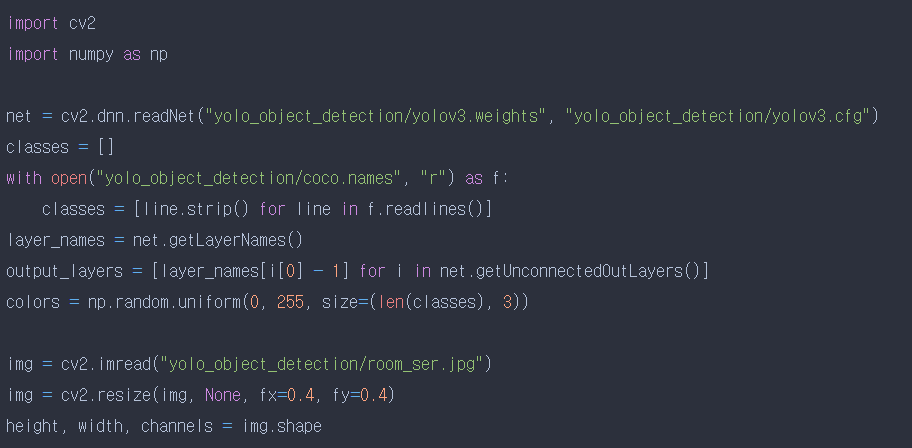 import cv2
import numpy as np
net = cv2.dnn.readNet("yolo_object_detection/yolov3.weights", "yolo_object_detection/yolov3.cfg")
classes = []
with open("yolo_object_detection/coco.names", "r") as f:
    classes = [line.strip() for line in f.readlines()]
layer_names = net.getLayerNames()
output_layers = [layer_names[i[0] - 1] for i in net.getUnconnectedOutLayers()]
colors = np.random.uniform(0, 255, size=(len(classes), 3))
img = cv2.imread("yolo_object_detection/room_ser.jpg")
img = cv2.resize(img, None, fx=0.4, fy=0.4)
height, width, channels = img.shape